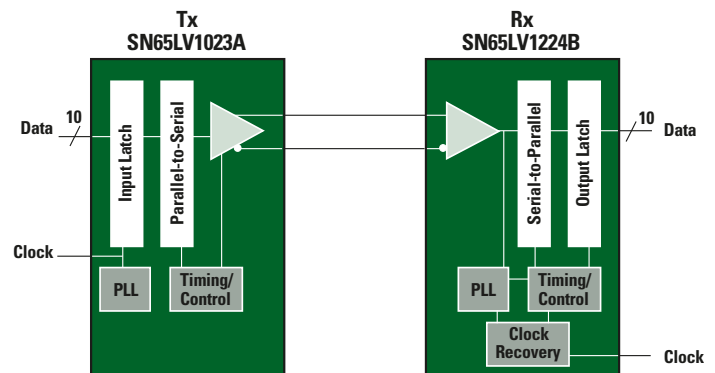 Tx
SN65LV1023A
Rx
SN65LV1224B
Data
10
Input Latch
Parallel-to-Serial
Clock
PLL
Timing/
Control
Serial-to-Parallel
Output Latch
10
Data
PLL
Timing/
Control
Clock
Recovery
Clock